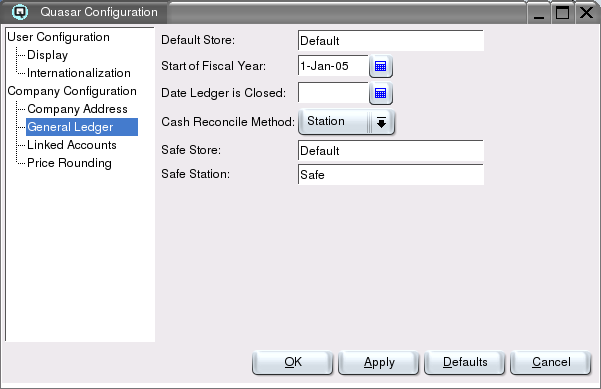 Quasar Configuration
User Configuration
Display
Internationalization
Company Configuration
Company Address
General Ledger
Linked Accounts
Price Rounding
Default Store: Default
Start of Fiscal Year: 1-Jan-05
Date Ledger is Closed:
Cash Reconcile Method: Station
Safe Store: Default
Safe Station: Safe
OK Apply Defaults Cancel